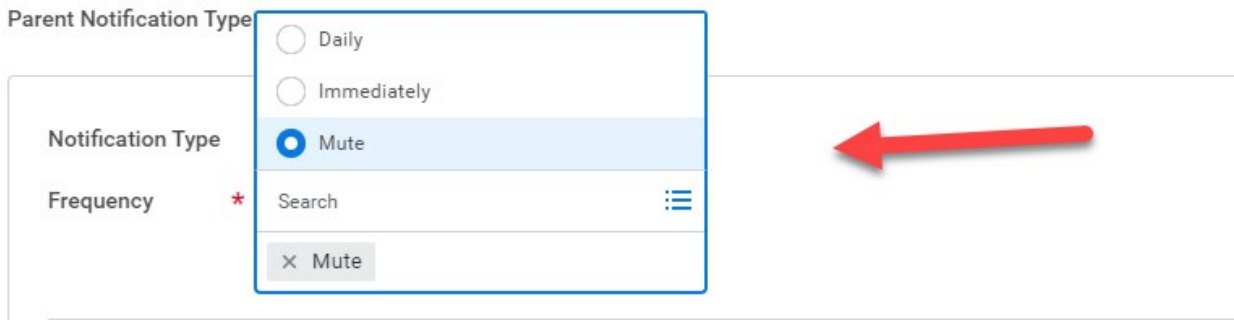 Parent Notification Type
Daily
Immediately
Notification Type
Mute
Frequency * Search
× Mute